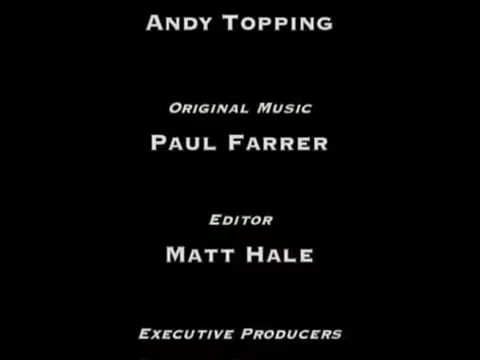 ANDY TOPPING
ORIGINAL MUSIC
PAUL FARRER
EDITOR
MATT HALE
EXECUTIVE PRODUCERS